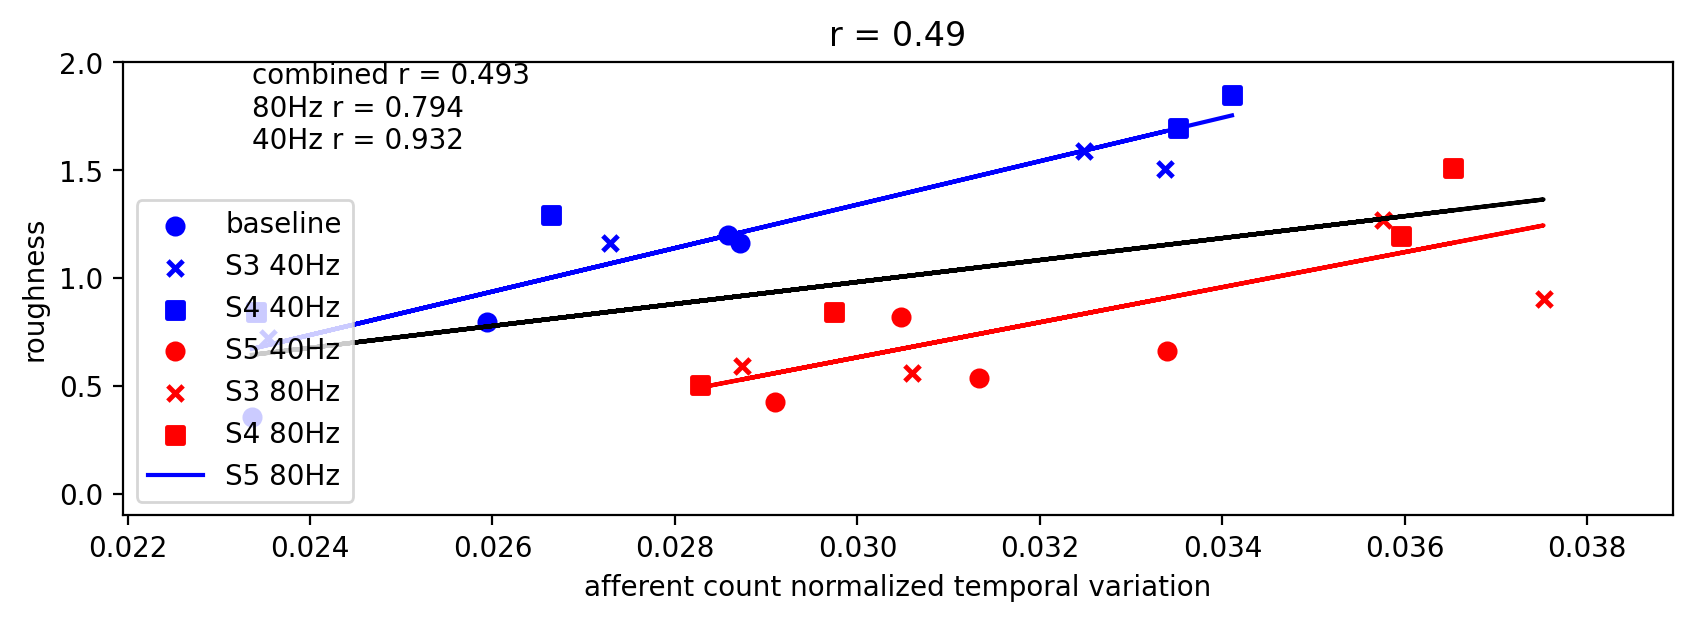 r = 0.49
combined r = 0.493
80Hz r = 0.794
40Hz r = 0.932
baseline
S3 40Hz
S4 40Hz
S5 40Hz
S3 80Hz
S4 80Hz
S5 80Hz
roughness
2.0
1.5
1.0
0.5
0.0
0.022 0.024 0.026 0.028 0.030 0.032 0.034 0.036 0.038
afferent count normalized temporal variation